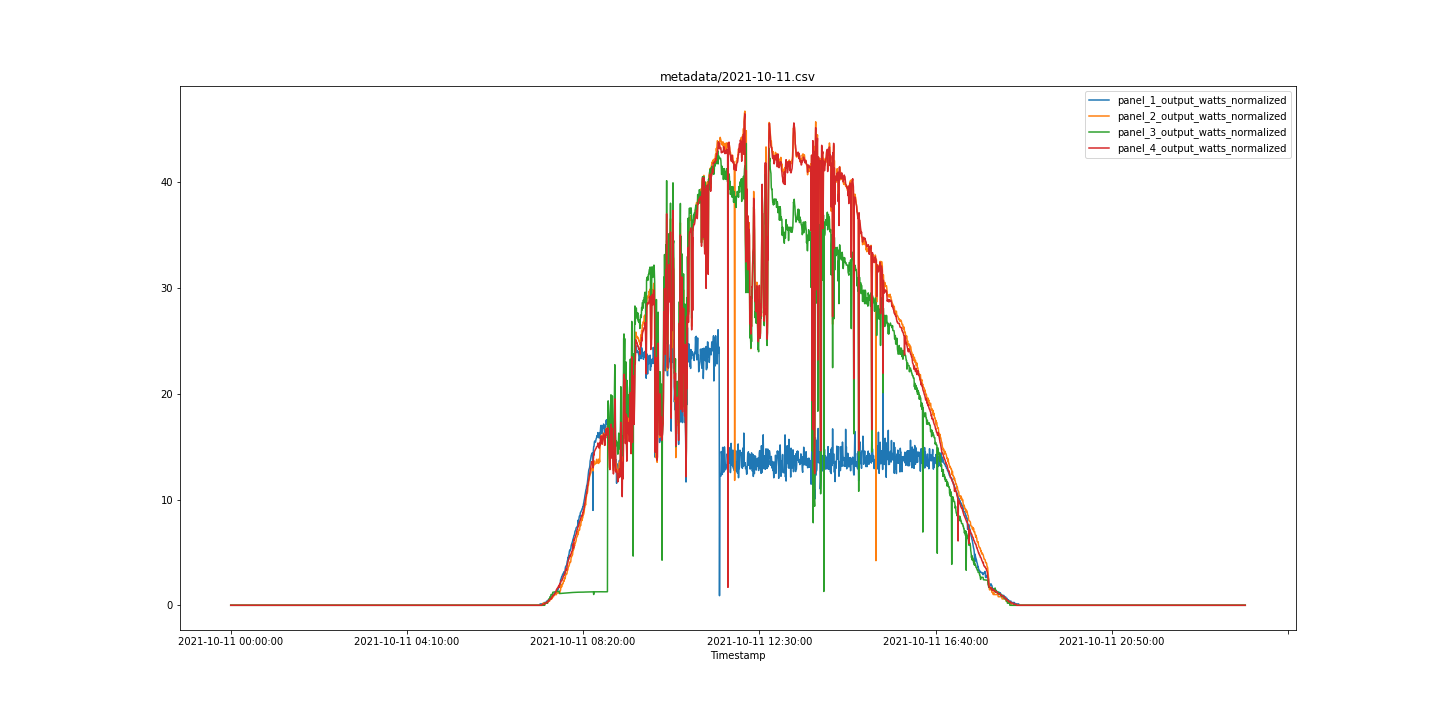 metadata/2021-10-11.csv
panel_1_output_watts_normalized
panel_2_output_watts_normalized
panel_3_output_watts_normalized
panel_4_output_watts_normalized
40
30
20
10
0
2021-10-11 00:00:00 2021-10-11 04:10:00 2021-10-11 08:20:00 2021-10-11 12:30:00 2021-10-11 16:40:00 2021-10-11 20:50:00
Timestamp